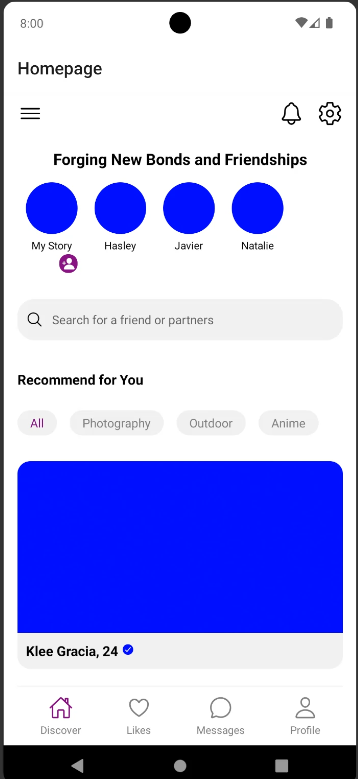 8:00
Homepage
Forging New Bonds and Friendships
My Story Hasley Javier Natalie
Search for a friend or partners
Recommend for You
All Photography Outdoor Anime
Klee Gracia, 24
Discover Likes Messages Profile